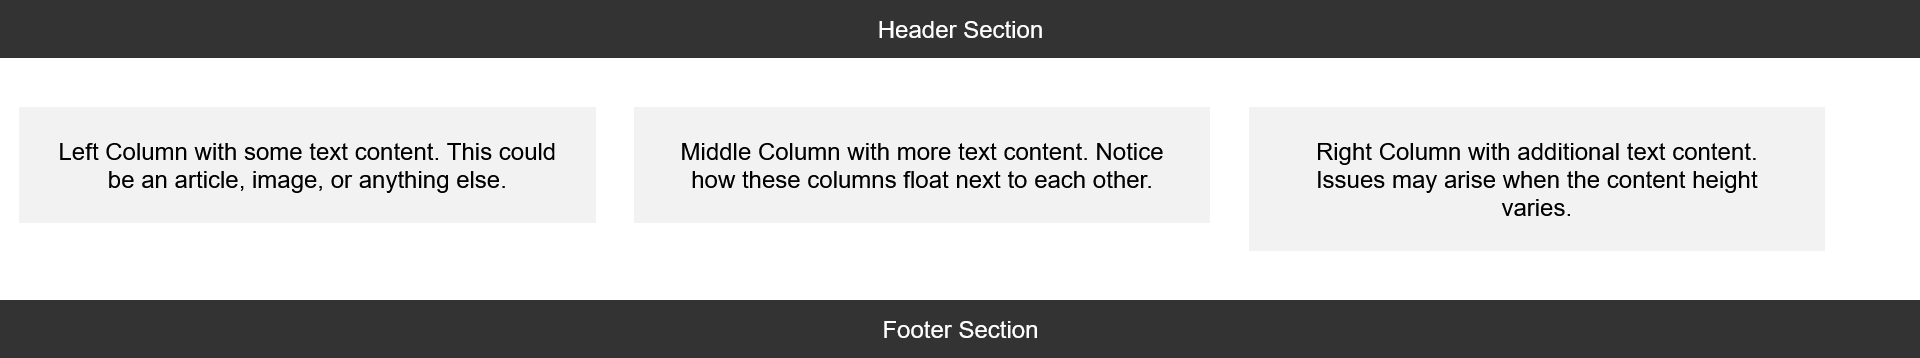 Header Section
Left Column with some text content. This could
be an article, image, or anything else.
Middle Column with more text content. Notice
how these columns float next to each other.
Right Column with additional text content.
Issues may arise when the content height
varies.
Footer Section